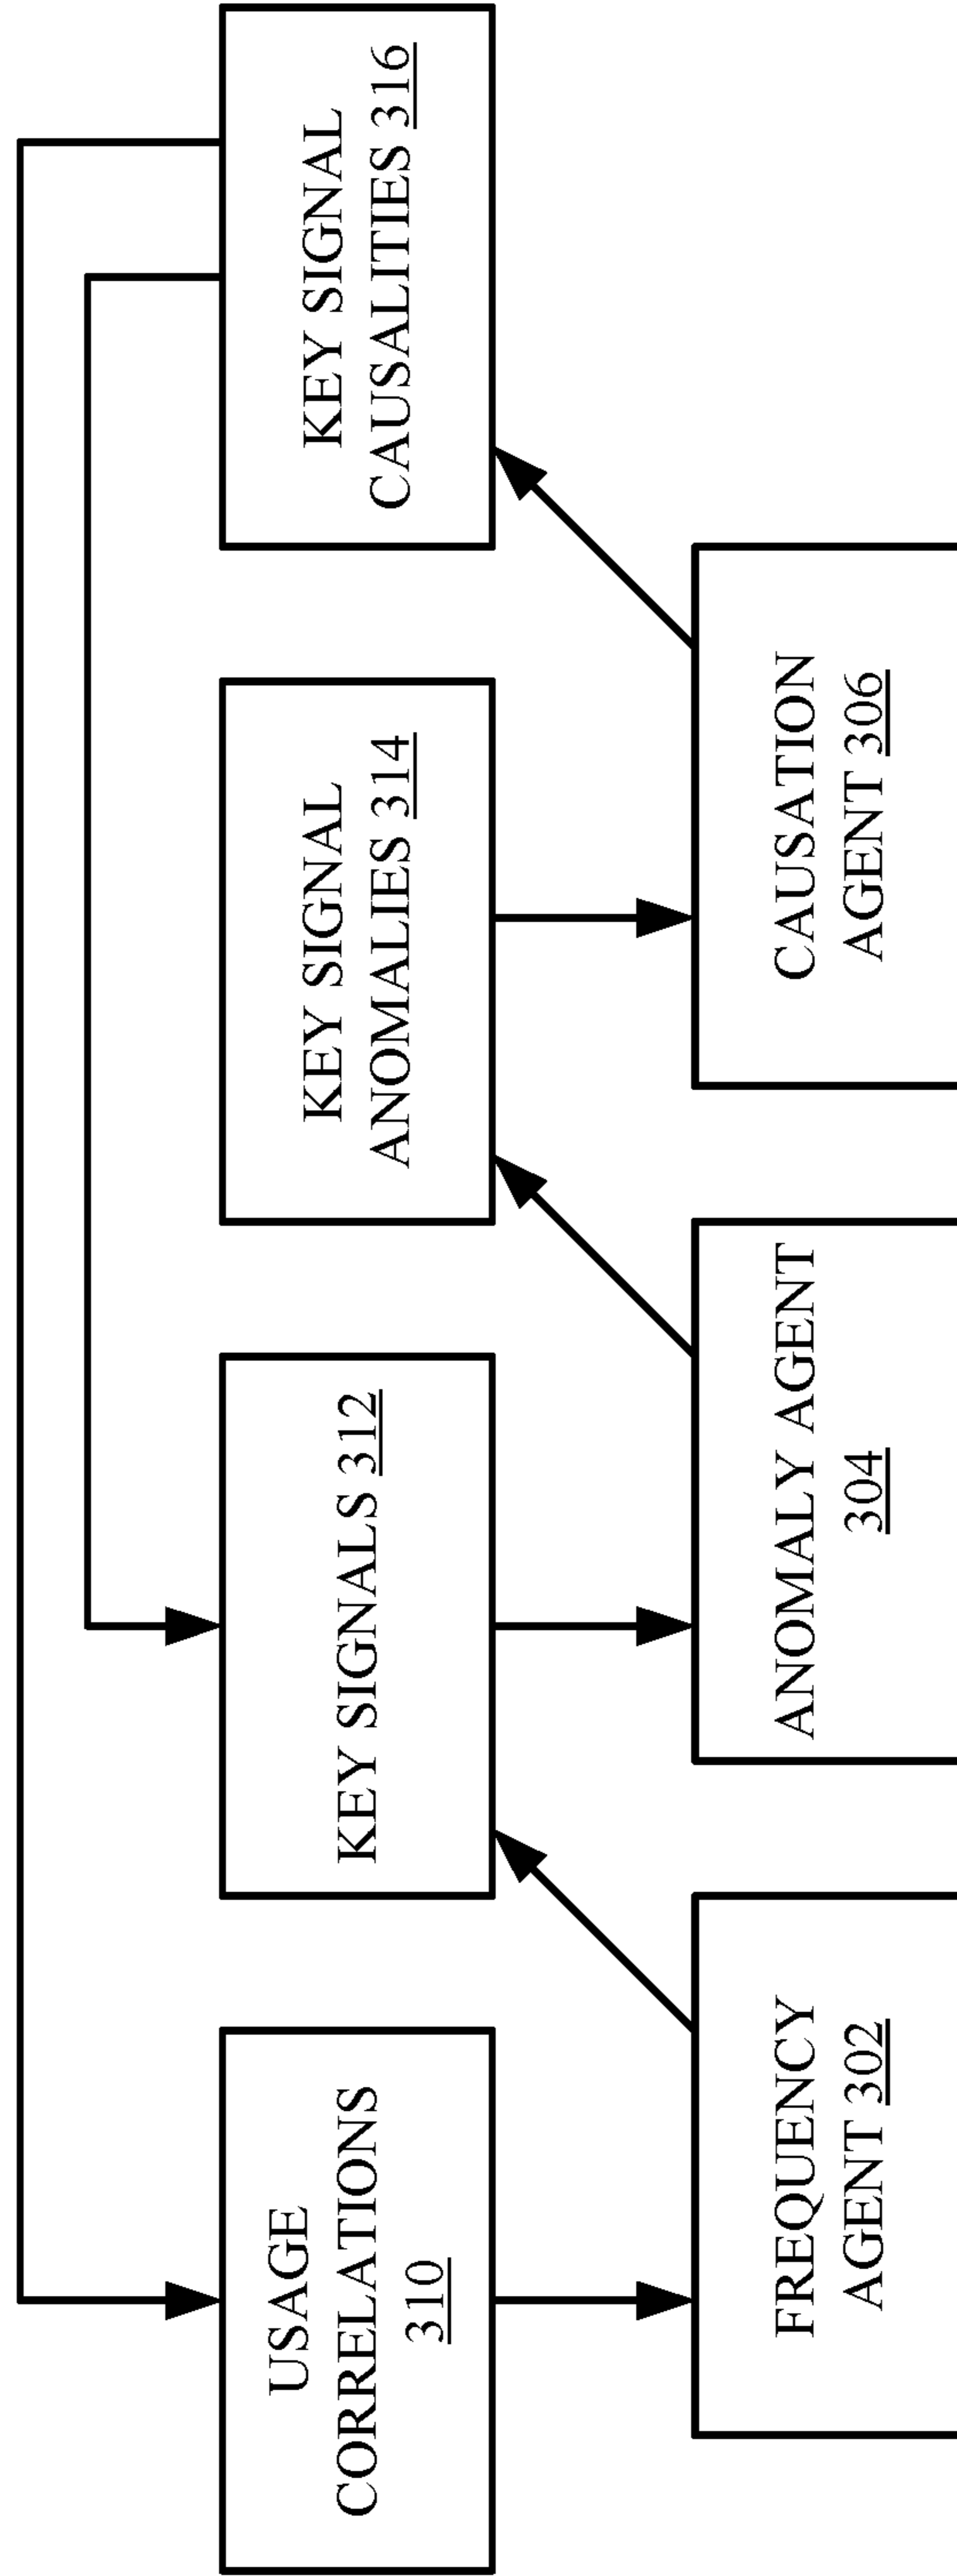 USAGE
CORRELATIONS
310
KEY SIGNALS 312
KEY SIGNAL
ANOMALIES 314
KEY SIGNAL
CAUSALITIES 316
FREQUENCY
AGENT 302
ANOMALY AGENT
304
CAUSATION
AGENT 306